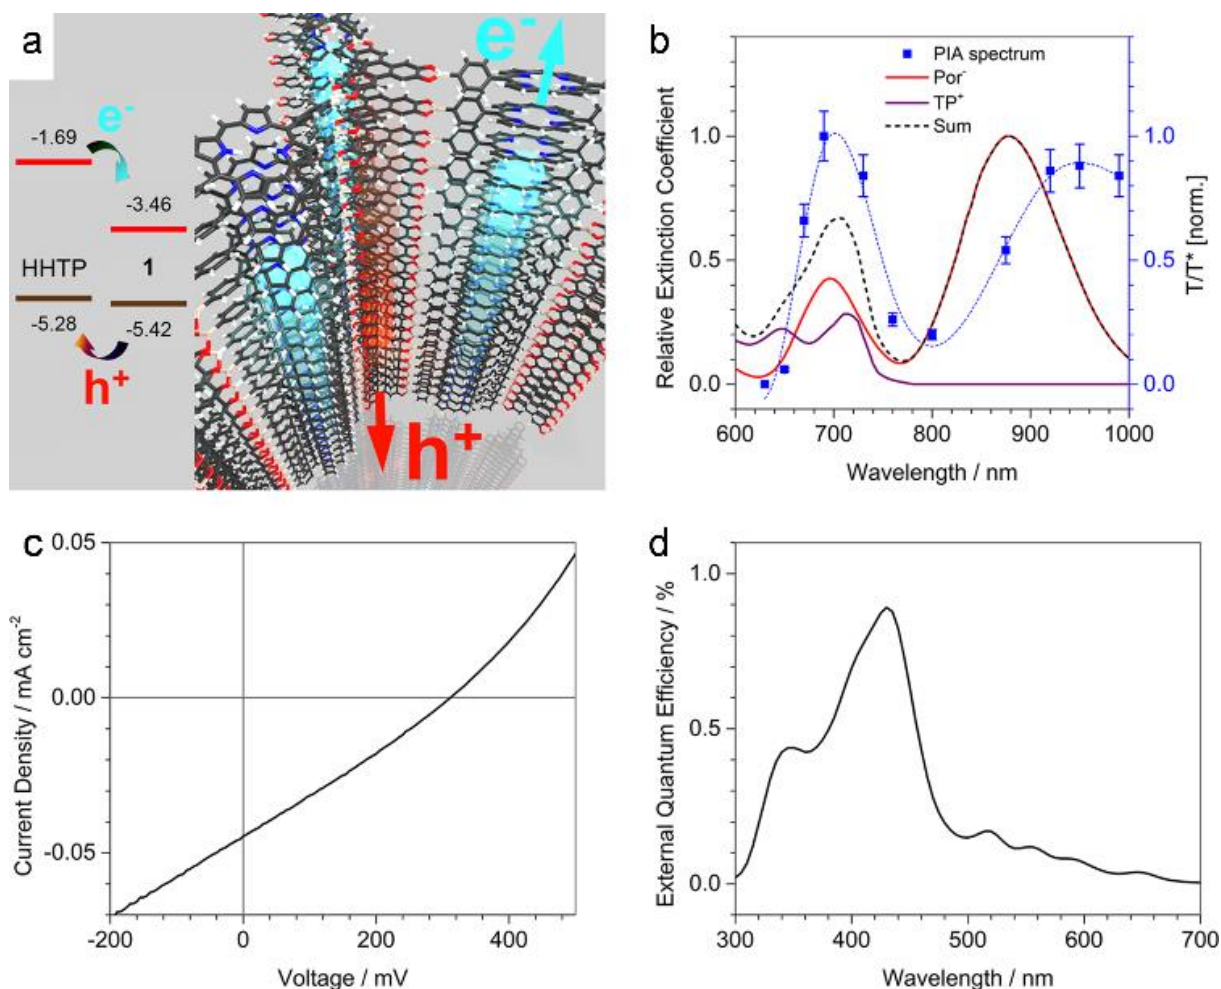 a
e-
e-
-1.69
-3.46
HHTP
1
-5.28
-5.42
h+
h+
b
PIA spectrum
Por-
TP+
Sum
Relative Extinction Coefficient
1.0
0.5
0.0
1.0
0.5
0.0
T/T* [norm.]
600 700 800 900 1000
Wavelength / nm
c
Current Density / mA cm-2
0.05
0.00
-0.05
-200 0 200 400
Voltage / mV
d
External Quantum Efficiency / %
1.0
0.5
0.0
300 400 500 600 700
Wavelength / nm